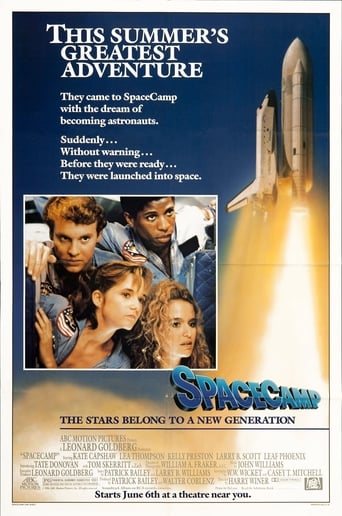 THIS SUMMER'S
GREATEST
ADVENTURE
They came to SpaceCamp
with the dream of
becoming astronauts.
Suddenly...
Without warning...
Before they were ready...
They were launched into space.
SPACECAMP
THE STARS BELONG TO A NEW GENERATION
ABC MOTION PICTURES
LEONARD GOLDBERG
"SPACECAMP" KATE CAPSHAW LEA THOMPSON KELLY PRESTON LARRY B. SCOTT LEAF PHOENIX
TATE DONOVAN TOM SKERRITT WILLIAM A. FRAKER, JOHN WILLIAMS
LEONARD GOLDBERG PATRICK BAILEY LARRY B. WILLIAMS W.W. WICKET CASEY T. MITCHELL
PATRICK BAILEY WALTER COBLENZ HARRY WINER
Starts June 6th at a theatre near you.